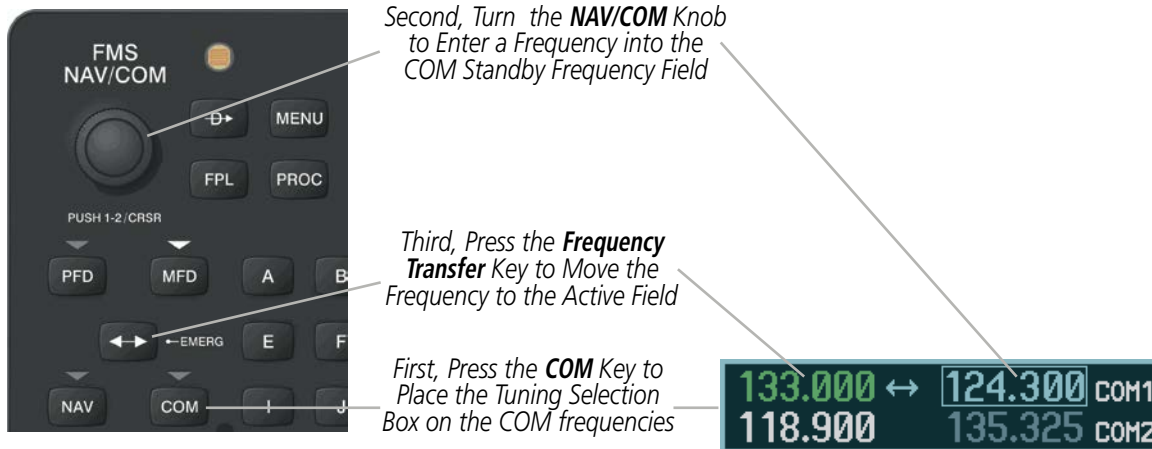 Second, Turn the NAV/COM Knob
to Enter a Frequency into the
COM Standby Frequency Field
FMS
NAV/COM
D
MENU
FPL
PROC
PUSH 1-2/CRSR
PFD
MFD
A
B
Third, Press the Frequency
Transfer Key to Move the
Frequency to the Active Field
EMERG
E
F
First, Press the COM Key to
Place the Tuning Selection
Box on the COM frequencies
NAV
COM
I
J
133.000 ↔ 124.300 COM1
118.900 135.325 COM2